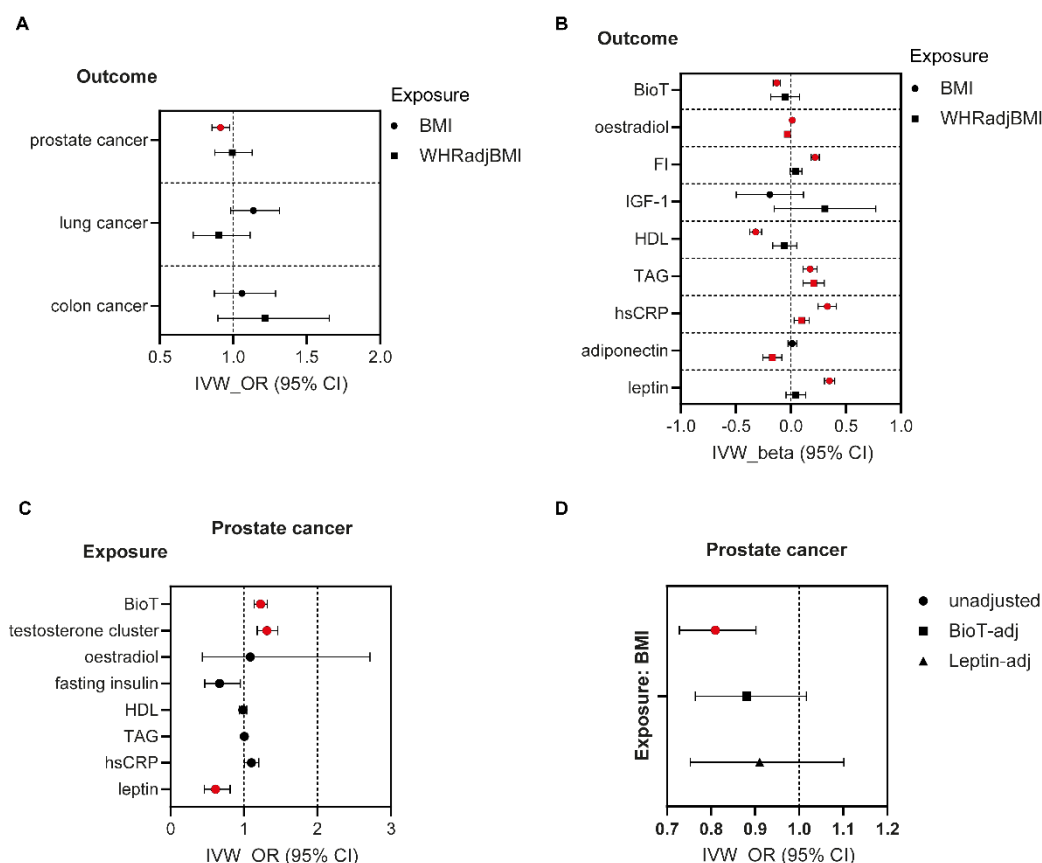 A
Outcome
Exposure
BMI
WHRadjBMI
prostate cancer
lung cancer
colon cancer
0.5
1.0
1.5
2.0
IVW_OR (95% CI)
B
Outcome
Exposure
BMI
WHRadjBMI
BioT
oestradiol
FI
IGF-1
HDL
TAG
hsCRP
adiponectin
leptin
-1.0
-0.5
0.0
0.5
1.0
IVW_beta (95% CI)
C
Prostate cancer
Exposure
BioT
testosterone cluster
oestradiol
fasting insulin
HDL
TAG
hsCRP
leptin
0
1
2
3
IVW_OR (95% CI)
D
Prostate cancer
Exposure: BMI
unadjusted
BioT-adj
Leptin-adj
0.7
0.8
0.9
1.0
1.1
1.2
IVW_OR (95% CI)